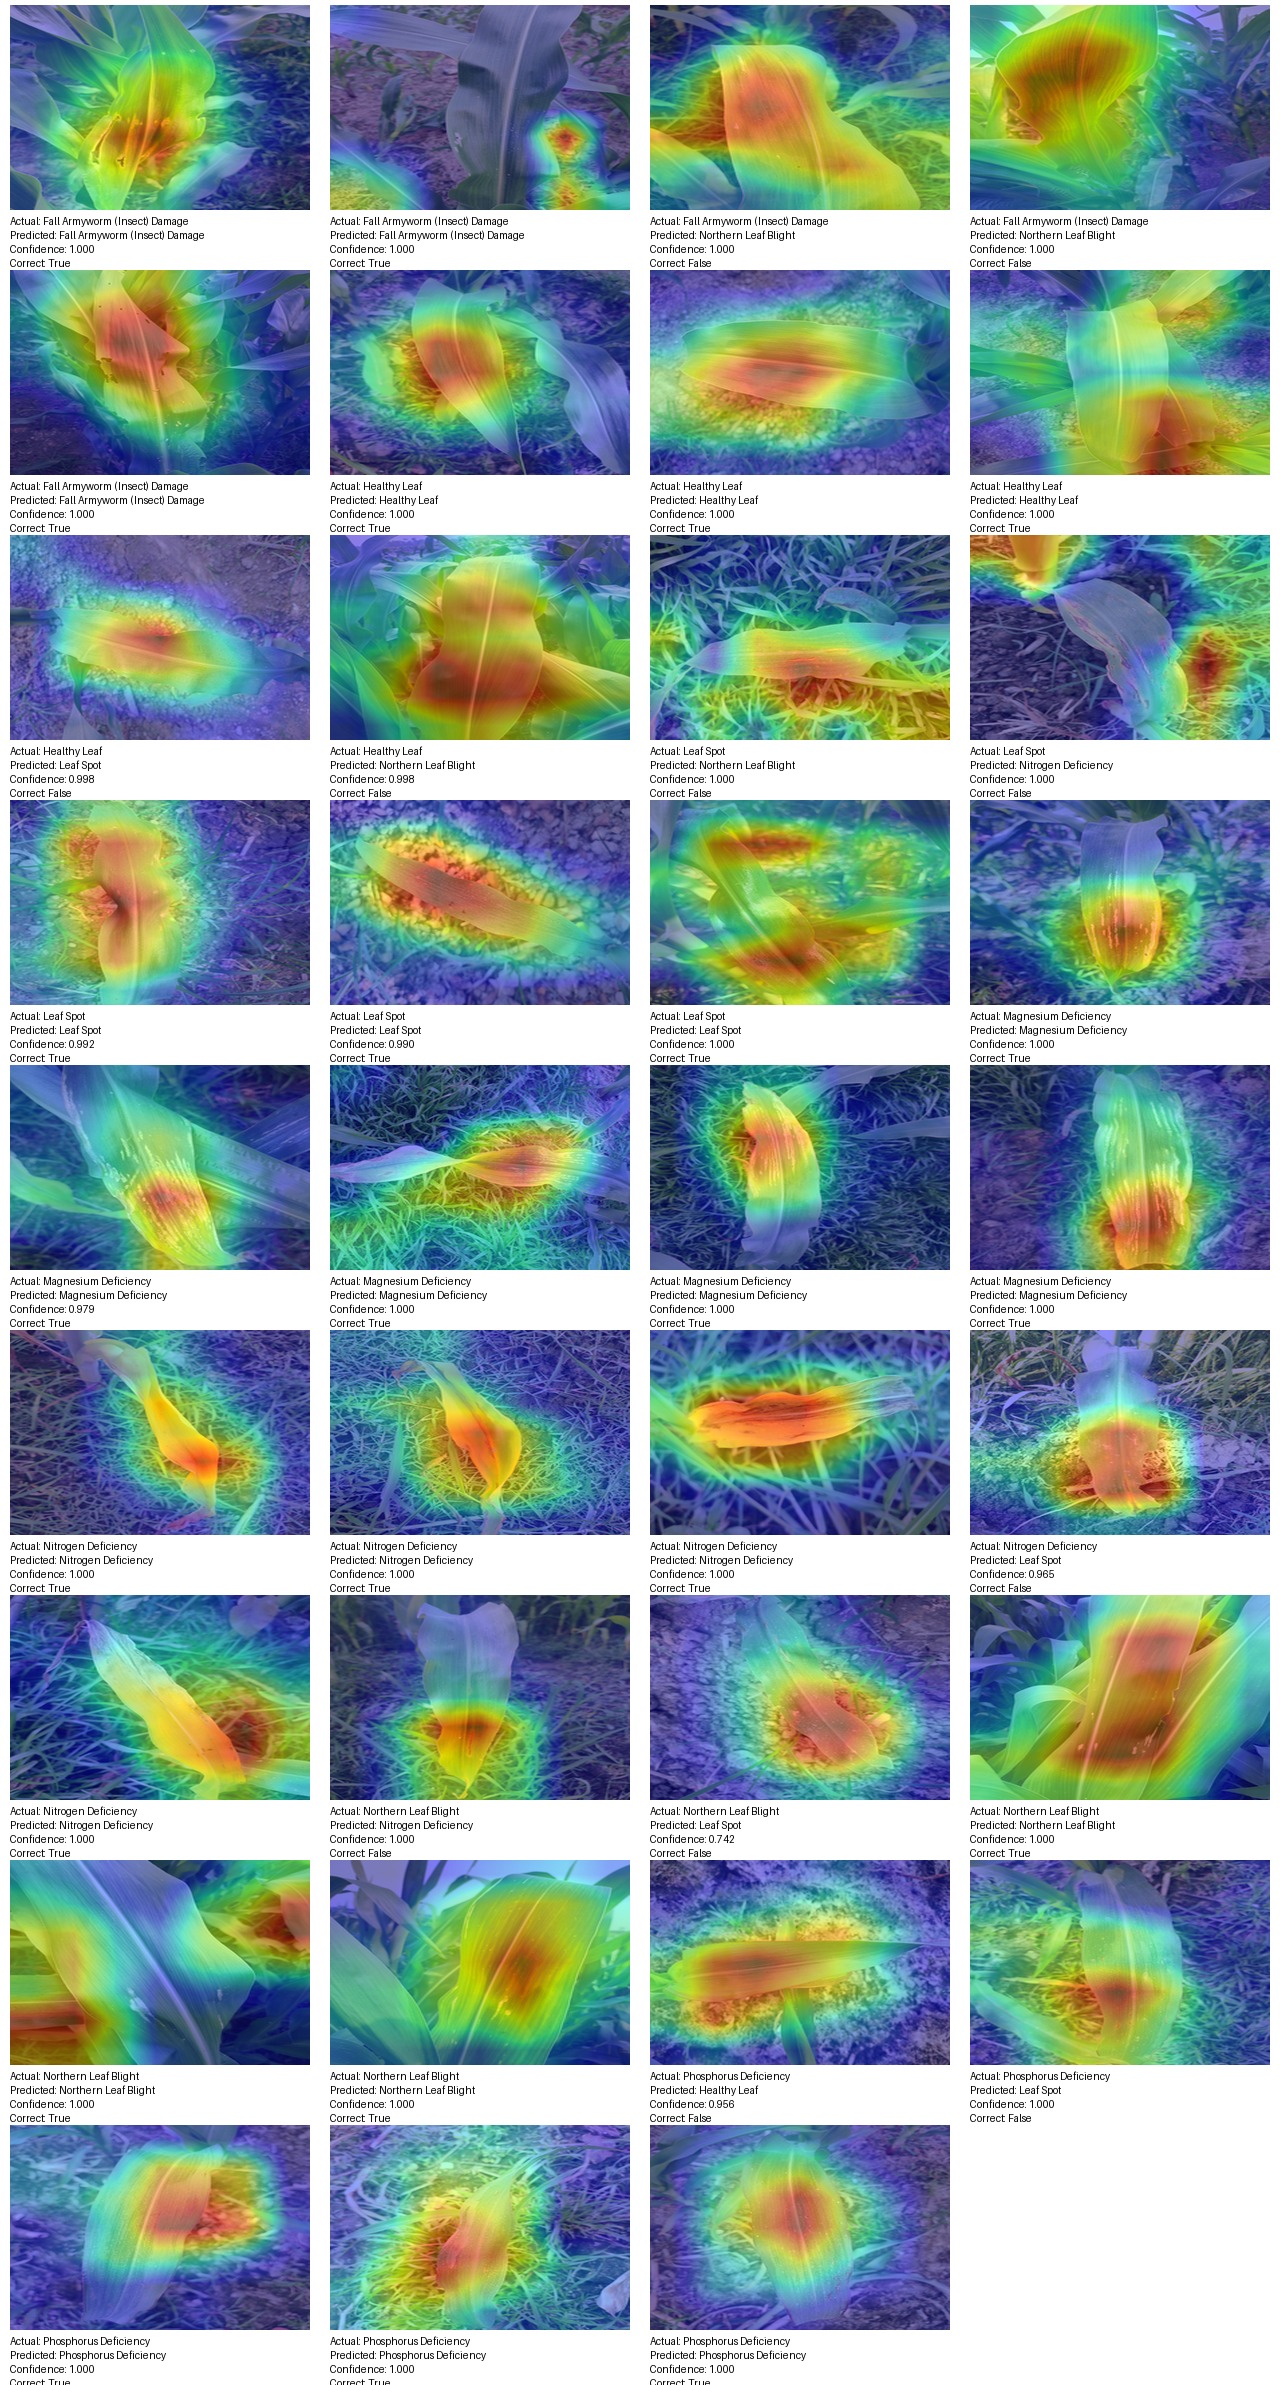 Actual: Fall Armyworm (Insect) Damage
Predicted: Fall Armyworm (Insect) Damage
Confidence: 1.000
Correct: True
Actual: Fall Armyworm (Insect) Damage
Predicted: Fall Armyworm (Insect) Damage
Confidence: 1.000
Correct: True
Actual: Fall Armyworm (Insect) Damage
Predicted: Northern Leaf Blight
Confidence: 1.000
Correct: False
Actual: Fall Armyworm (Insect) Damage
Predicted: Northern Leaf Blight
Confidence: 1.000
Correct: False
Actual: Fall Armyworm (Insect) Damage
Predicted: Fall Armyworm (Insect) Damage
Confidence: 1.000
Correct: True
Actual: Healthy Leaf
Predicted: Healthy Leaf
Confidence: 1.000
Correct: True
Actual: Healthy Leaf
Predicted: Healthy Leaf
Confidence: 1.000
Correct: True
Actual: Healthy Leaf
Predicted: Healthy Leaf
Confidence: 1.000
Correct: True
Actual: Healthy Leaf
Predicted: Leaf Spot
Confidence: 0.998
Correct: False
Actual: Healthy Leaf
Predicted: Northern Leaf Blight
Confidence: 0.998
Correct: False
Actual: Leaf Spot
Predicted: Northern Leaf Blight
Confidence: 1.000
Correct: False
Actual: Leaf Spot
Predicted: Nitrogen Deficiency
Confidence: 1.000
Correct: False
Actual: Leaf Spot
Predicted: Leaf Spot
Confidence: 0.992
Correct: True
Actual: Leaf Spot
Predicted: Leaf Spot
Confidence: 0.990
Correct: True
Actual: Leaf Spot
Predicted: Leaf Spot
Confidence: 1.000
Correct: True
Actual: Magnesium Deficiency
Predicted: Magnesium Deficiency
Confidence: 1.000
Correct: True
Actual: Magnesium Deficiency
Predicted: Magnesium Deficiency
Confidence: 0.979
Correct: True
Actual: Magnesium Deficiency
Predicted: Magnesium Deficiency
Confidence: 1.000
Correct: True
Actual: Magnesium Deficiency
Predicted: Magnesium Deficiency
Confidence: 1.000
Correct: True
Actual: Magnesium Deficiency
Predicted: Magnesium Deficiency
Confidence: 1.000
Correct: True
Actual: Nitrogen Deficiency
Predicted: Nitrogen Deficiency
Confidence: 1.000
Correct: True
Actual: Nitrogen Deficiency
Predicted: Nitrogen Deficiency
Confidence: 1.000
Correct: True
Actual: Nitrogen Deficiency
Predicted: Nitrogen Deficiency
Confidence: 1.000
Correct: True
Actual: Nitrogen Deficiency
Predicted: Leaf Spot
Confidence: 0.965
Correct: False
Actual: Nitrogen Deficiency
Predicted: Nitrogen Deficiency
Confidence: 1.000
Correct: True
Actual: Northern Leaf Blight
Predicted: Nitrogen Deficiency
Confidence: 1.000
Correct: False
Actual: Northern Leaf Blight
Predicted: Leaf Spot
Confidence: 0.742
Correct: False
Actual: Northern Leaf Blight
Predicted: Northern Leaf Blight
Confidence: 1.000
Correct: True
Actual: Northern Leaf Blight
Predicted: Northern Leaf Blight
Confidence: 1.000
Correct: True
Actual: Northern Leaf Blight
Predicted: Northern Leaf Blight
Confidence: 1.000
Correct: True
Actual: Phosphorus Deficiency
Predicted: Healthy Leaf
Confidence: 0.956
Correct: False
Actual: Phosphorus Deficiency
Predicted: Leaf Spot
Confidence: 1.000
Correct: False
Actual: Phosphorus Deficiency
Predicted: Phosphorus Deficiency
Confidence: 1.000
Correct: True
Actual: Phosphorus Deficiency
Predicted: Phosphorus Deficiency
Confidence: 1.000
Correct: True
Actual: Phosphorus Deficiency
Predicted: Phosphorus Deficiency
Confidence: 1.000
Correct: True